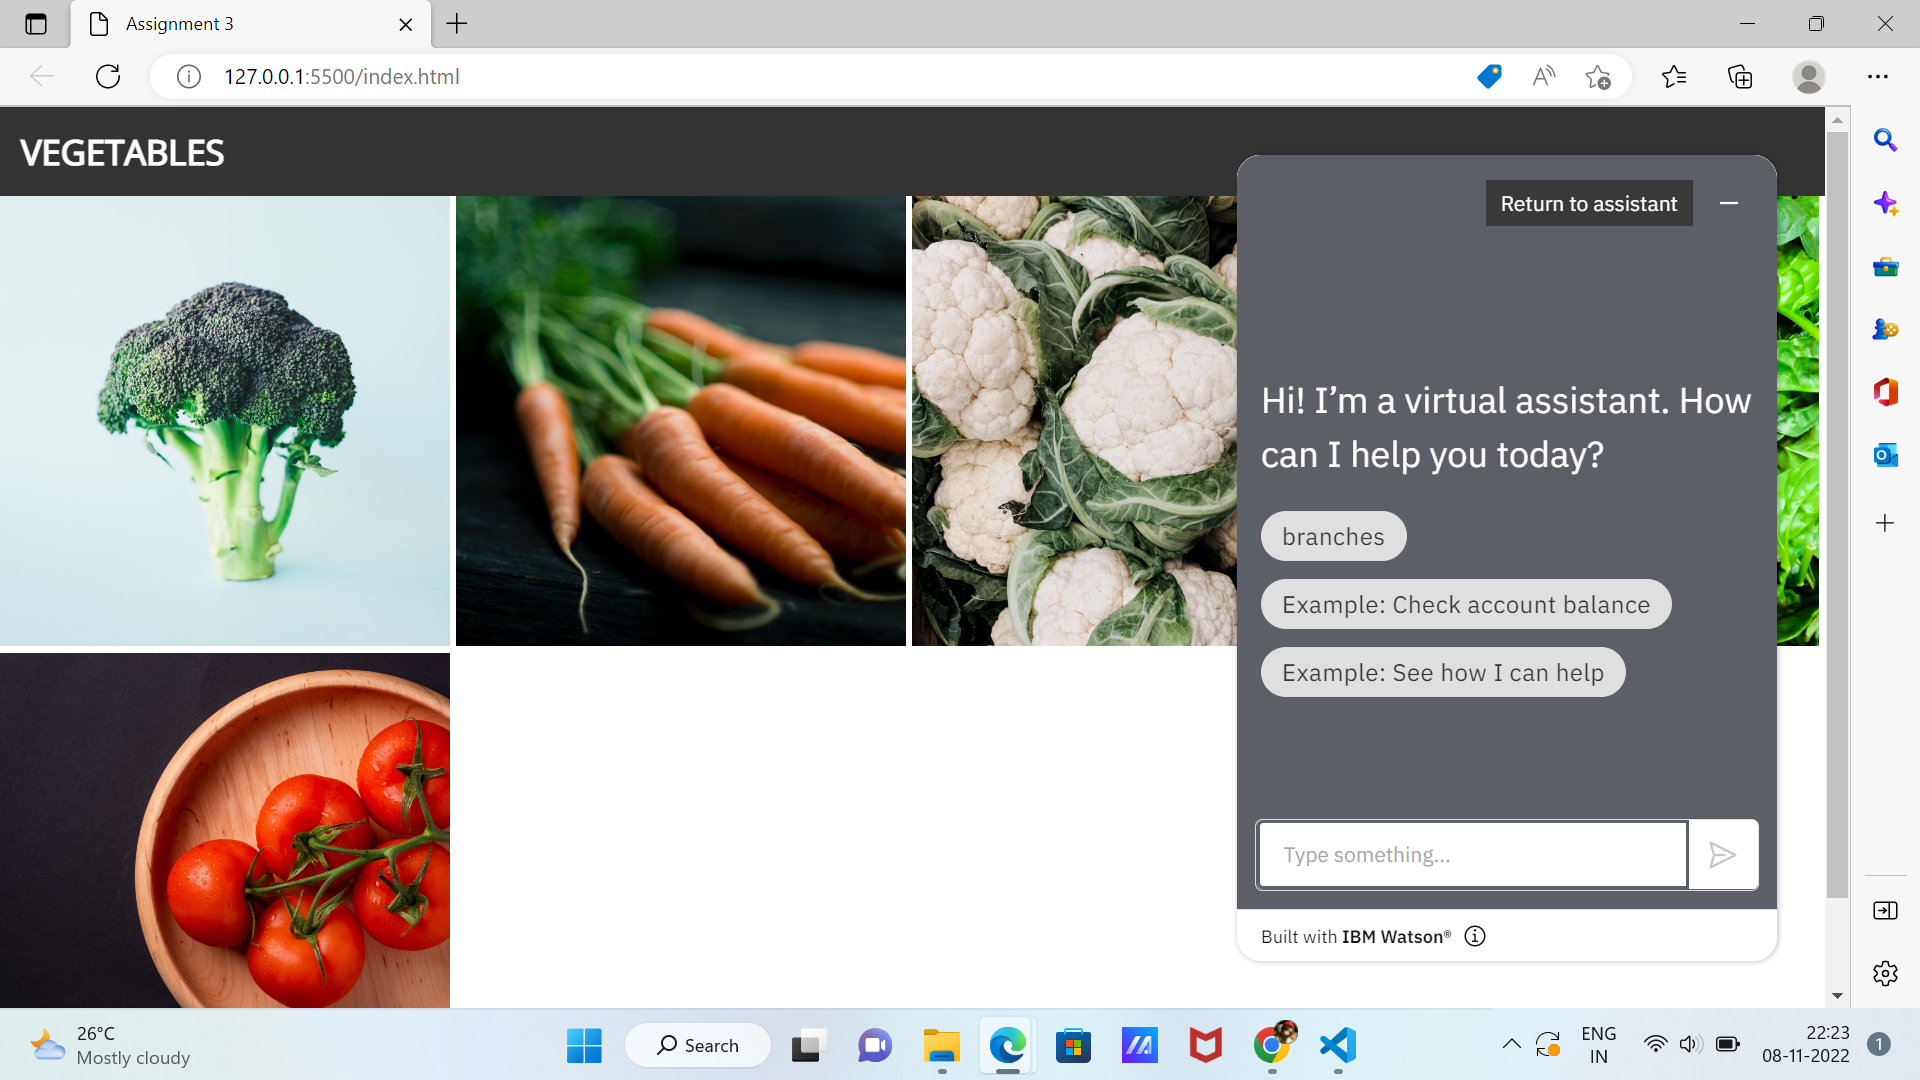 Assignment 3
127.0.0.1:5500/index.html
VEGETABLES
Return to assistant
Hi! I’m a virtual assistant. How
can I help you today?
branches
Example: Check account balance
Example: See how I can help
Type something...
Built with IBM Watson®
26°C
Mostly cloudy
Search
ENG
IN
22:23
08-11-2022
1